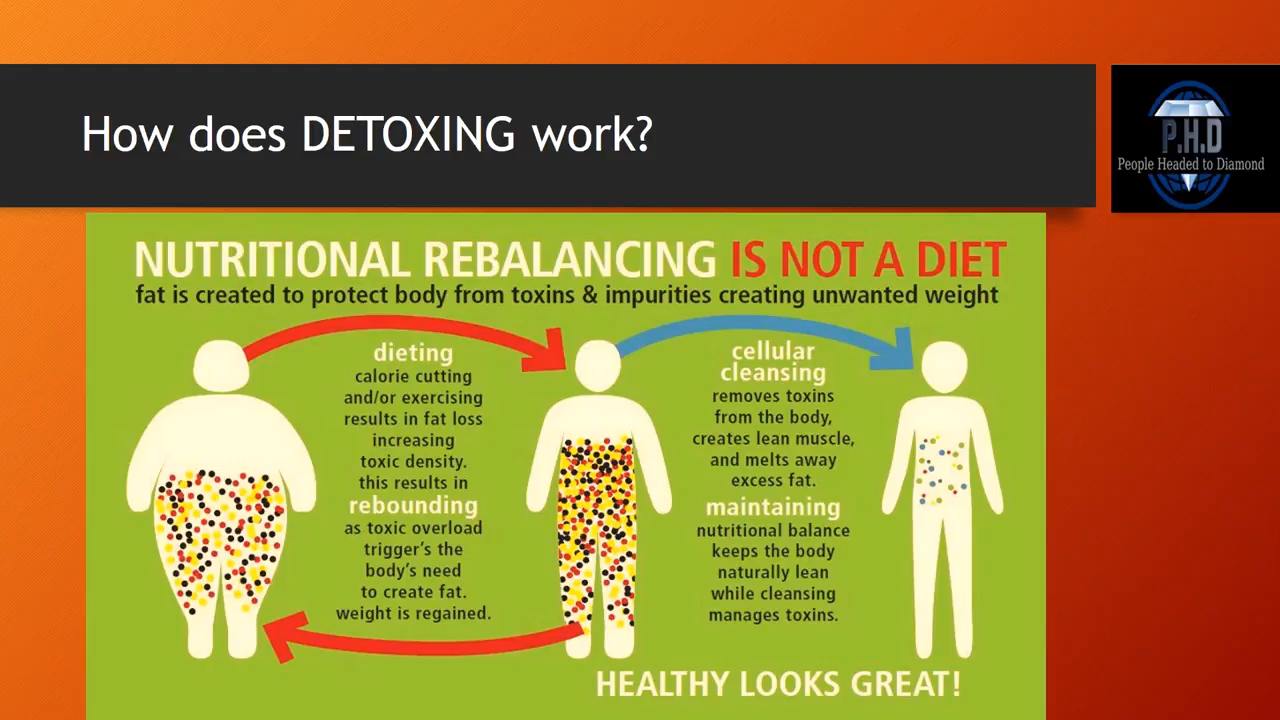 How does DETOXING work?
P.H.D
People Headed to Diamond
NUTRITIONAL REBALANCING IS NOT A DIET
fat is created to protect body from toxins & impurities creating unwanted weight
dieting
calorie cutting
and/or exercising
results in fat loss
increasing
toxic density.
this results in
rebounding
as toxic overload
trigger's the
body's need
to create fat.
weight is regained.
cellular
cleansing
removes toxins
from the body,
creates lean muscle,
and melts away
excess fat.
maintaining
nutritional balance
keeps the body
naturally lean
while cleansing
manages toxins.
HEALTHY LOOKS GREAT!